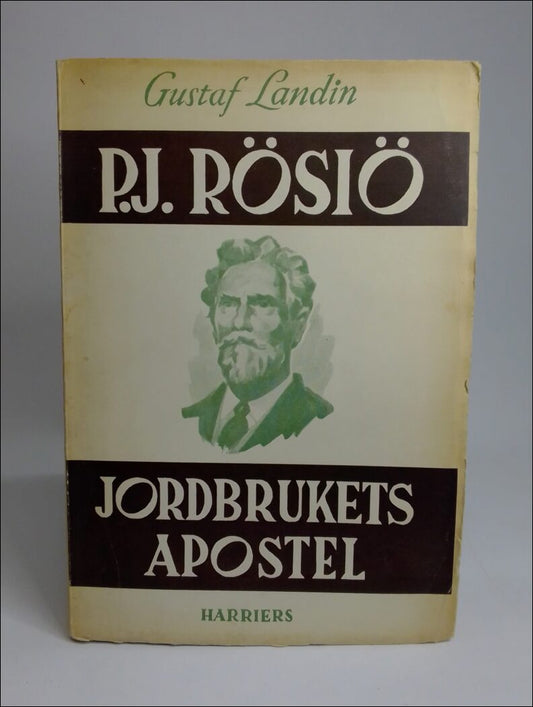 Gustaf Landin
P.J. RÖSIÖ
JORDBRUKETS
APOSTEL
HARRIERS